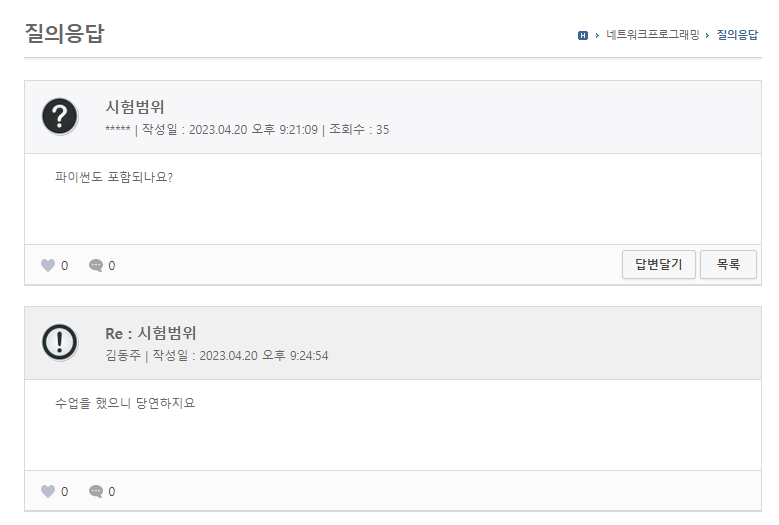 질의응답
H > 네트워크프로그래밍 > 질의응답
?
시험범위
***** | 작성일 : 2023.04.20 오후 9:21:09 | 조회수 : 35
파이썬도 포함되나요?
0 0
답변달기 목록
!
Re : 시험범위
김동주 | 작성일 : 2023.04.20 오후 9:24:54
수업을 했으니 당연하지요
0 0